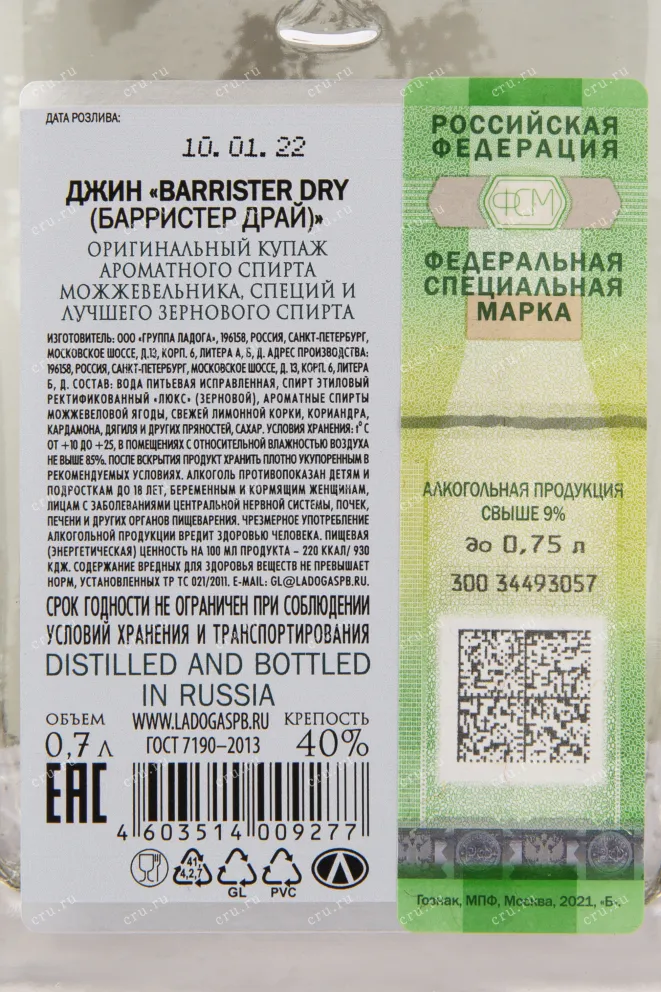 ДАТА РОЗЛИВА:
10. 01. 22
ДЖИН «BARRISTER DRY
(БАРРИСТЕР ДРАЙ)»
ОРИГИНАЛЬНЫЙ КУПАЖ
АРОМАТНОГО СПИРТА
МОЖЖЕВЕЛЬНИКА, СПЕЦИЙ И
ЛУЧШЕГО ЗЕРНОВОГО СПИРТА
ИЗГОТОВИТЕЛЬ: ООО «ГРУППА ЛАДОГА», 196158, РОССИЯ, САНКТ-ПЕТЕРБУРГ,
МОСКОВСКОЕ ШОССЕ, Д.13, КОРП. 6, ЛИТЕРА А, Б, Д. АДРЕС ПРОИЗВОДСТВА:
196158, РОССИЯ, САНКТ-ПЕТЕРБУРГ, МОСКОВСКОЕ ШОССЕ, Д. 13, КОРП. 6, ЛИТЕРА
Б, Д. СОСТАВ: ВОДА ПИТЬЕВАЯ ИСПРАВЛЕННАЯ, СПИРТ ЭТИЛОВЫЙ
РЕКТИФИКОВАННЫЙ «ЛЮКС» (ЗЕРНОВОЙ), АРОМАТНЫЕ СПИРТЫ
МОЖЖЕВЕЛОВОЙ ЯГОДЫ, СВЕЖЕЙ ЛИМОННОЙ КОРКИ, КОРИАНДРА,
КАРДАМОНА, ДЯГИЛЯ И ДРУГИХ ПРЯНОСТЕЙ, САХАР. УСЛОВИЯ ХРАНЕНИЯ: t° С
ОТ +10 ДО +25, В ПОМЕЩЕНИЯХ С ОТНОСИТЕЛЬНОЙ ВЛАЖНОСТЬЮ ВОЗДУХА
НЕ ВЫШЕ 85%. ПОСЛЕ ВСКРЫТИЯ ПРОДУКТ ХРАНИТЬ ПЛОТНО УКУПОРЕННЫМ В
РЕКОМЕНДУЕМЫХ УСЛОВИЯХ. АЛКОГОЛЬ ПРОТИВОПОКАЗАН ДЕТЯМ И
ПОДРОСТКАМ ДО 18 ЛЕТ, БЕРЕМЕННЫМ И КОРМЯЩИМ ЖЕНЩИНАМ,
ЛИЦАМ С ЗАБОЛЕВАНИЯМИ ЦЕНТРАЛЬНОЙ НЕРВНОЙ СИСТЕМЫ, ПОЧЕК,
ПЕЧЕНИ И ДРУГИХ ОРГАНОВ ПИЩЕВАРЕНИЯ. ЧРЕЗМЕРНОЕ УПОТРЕБЛЕНИЕ
АЛКОГОЛЬНОЙ ПРОДУКЦИИ ВРЕДИТ ЗДОРОВЬЮ ЧЕЛОВЕКА. ПИЩЕВАЯ
(ЭНЕРГЕТИЧЕСКАЯ) ЦЕННОСТЬ НА 100 МЛ ПРОДУКТА – 220 ККАЛ/ 930
КДЖ. СОДЕРЖАНИЕ ВРЕДНЫХ ДЛЯ ЗДОРОВЬЯ ВЕЩЕСТВ НЕ ПРЕВЫШАЕТ
НОРМ, УСТАНОВЛЕННЫХ ТР ТС 021/2011. E-MAIL: GL@LADOGASPB.RU.
СРОК ГОДНОСТИ НЕ ОГРАНИЧЕН ПРИ СОБЛЮДЕНИИ
УСЛОВИЙ ХРАНЕНИЯ И ТРАНСПОРТИРОВАНИЯ
DISTILLED AND BOTTLED
IN RUSSIA
ОБЪЕМ WWW.LADOGASPB.RU КРЕПОСТЬ
0,7 л ГОСТ 7190-2013 40%
EAC
4 603514 009277
41, 4,2,7 GL PVC
РОССИЙСКАЯ
ФЕДЕРАЦИЯ
ФСМ
ФЕДЕРАЛЬНАЯ
СПЕЦИАЛЬНАЯ
МАРКА
АЛКОГОЛЬНАЯ ПРОДУКЦИЯ
СВЫШЕ 9%
до 0,75 л
300 34493057
Гознак, МПФ, Москва, 2021, «Б».
cru.ru